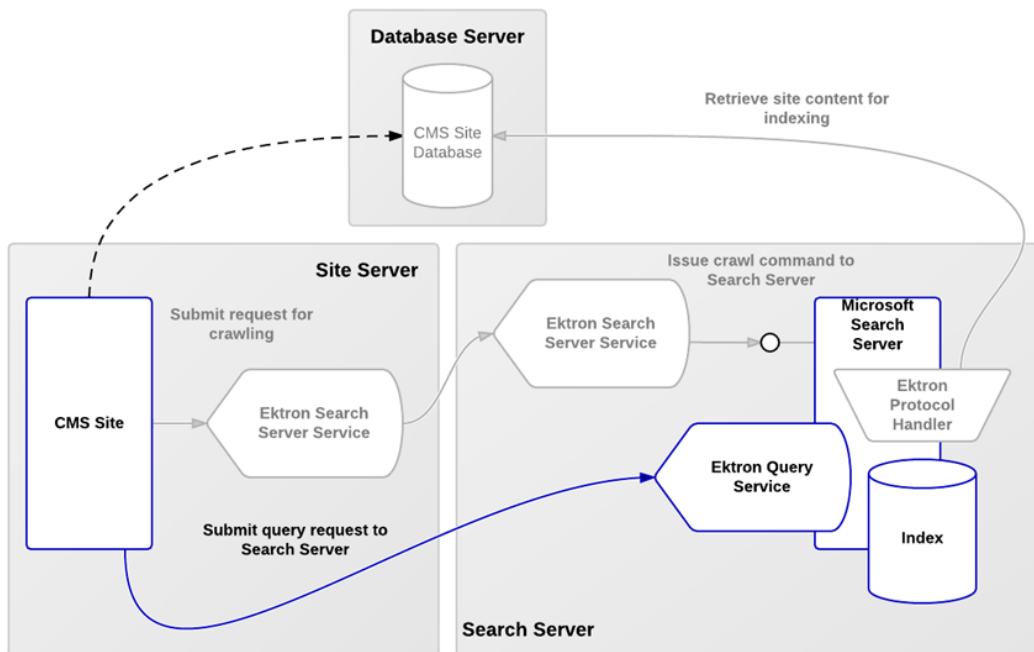 Database Server
CMS Site
Database
Retrieve site content for
indexing
Site Server
Submit request for
crawling
CMS Site
Ektron Search
Server Service
Submit query request to
Search Server
Issue crawl command to
Search Server
Ektron Search
Server Service
Microsoft
Search
Server
Ektron
Protocol
Handler
Ektron Query
Service
Index
Search Server